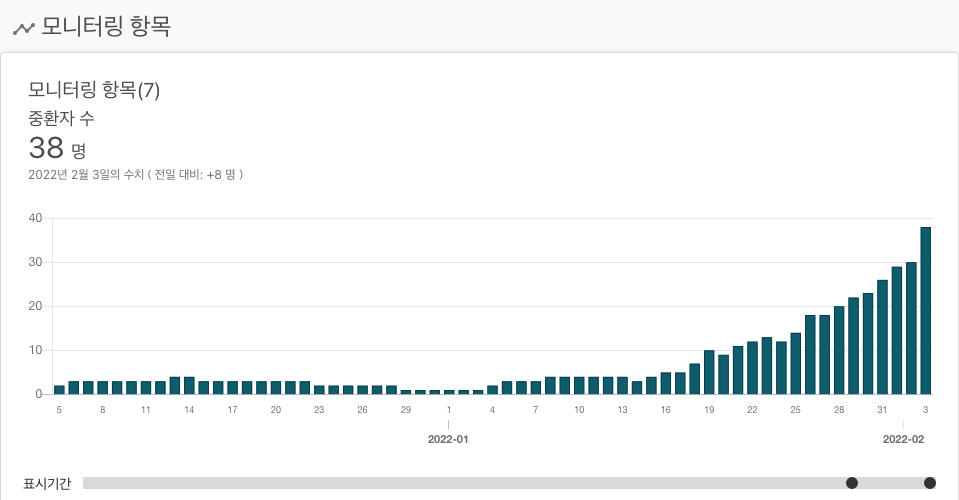 모니터링 항목
모니터링 항목(7)
중환자 수
38 명
2022년 2월 3일의 수치 ( 전일 대비: +8 명 )
40
30
20
10
0
5 8 11 14 17 20 23 26 29 1 4 7 10 13 16 19 22 25 28 31 3
2022-01 2022-02
표시기간